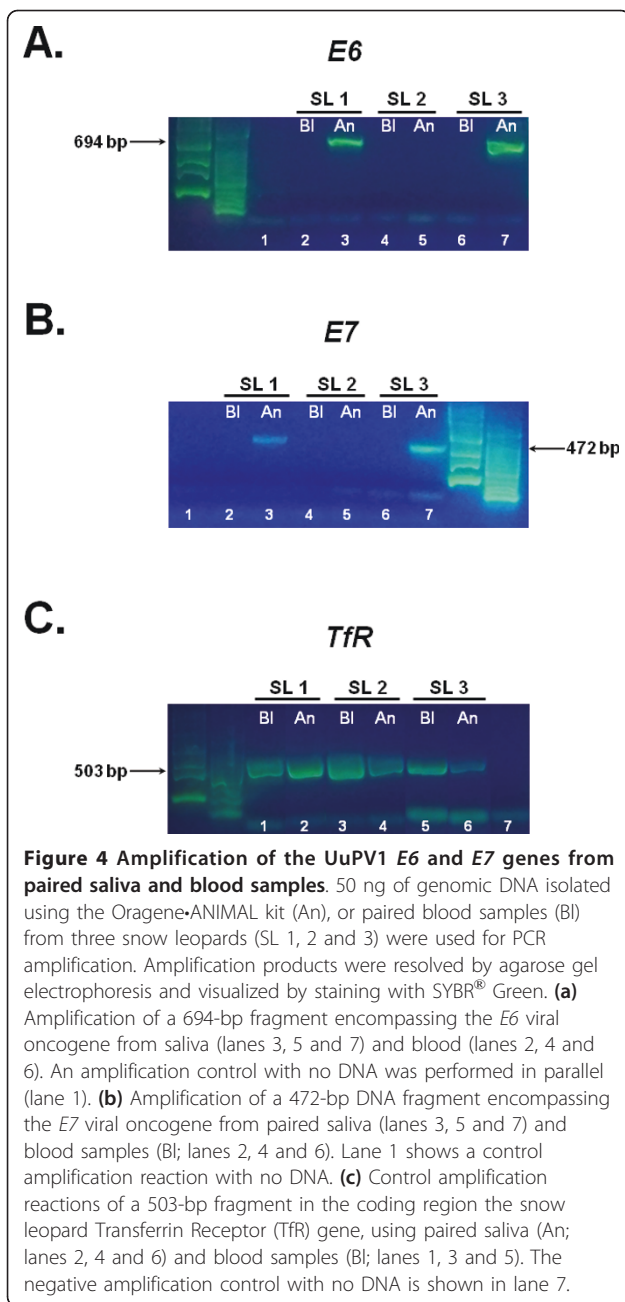 A.
E6
SL 1 SL 2 SL 3
Bl An Bl An Bl An
694 bp
1 2 3 4 5 6 7
B.
E7
SL 1 SL 2 SL 3
Bl An Bl An Bl An
472 bp
1 2 3 4 5 6 7
C.
TfR
SL 1 SL 2 SL 3
Bl An Bl An Bl An
503 bp
1 2 3 4 5 6 7
Figure 4 Amplification of the UuPV1 E6 and E7 genes from
paired saliva and blood samples. 50 ng of genomic DNA isolated
using the Oragene•ANIMAL kit (An), or paired blood samples (Bl)
from three snow leopards (SL 1, 2 and 3) were used for PCR
amplification. Amplification products were resolved by agarose gel
electrophoresis and visualized by staining with SYBR® Green. (a)
Amplification of a 694-bp fragment encompassing the E6 viral
oncogene from saliva (lanes 3, 5 and 7) and blood (lanes 2, 4 and
6). An amplification control with no DNA was performed in parallel
(lane 1). (b) Amplification of a 472-bp DNA fragment encompassing
the E7 viral oncogene from paired saliva (lanes 3, 5 and 7) and
blood samples (Bl; lanes 2, 4 and 6). Lane 1 shows a control
amplification reaction with no DNA. (c) Control amplification
reactions of a 503-bp fragment in the coding region the snow
leopard Transferrin Receptor (TfR) gene, using paired saliva (An;
lanes 2, 4 and 6) and blood samples (Bl; lanes 1, 3 and 5). The
negative amplification control with no DNA is shown in lane 7.